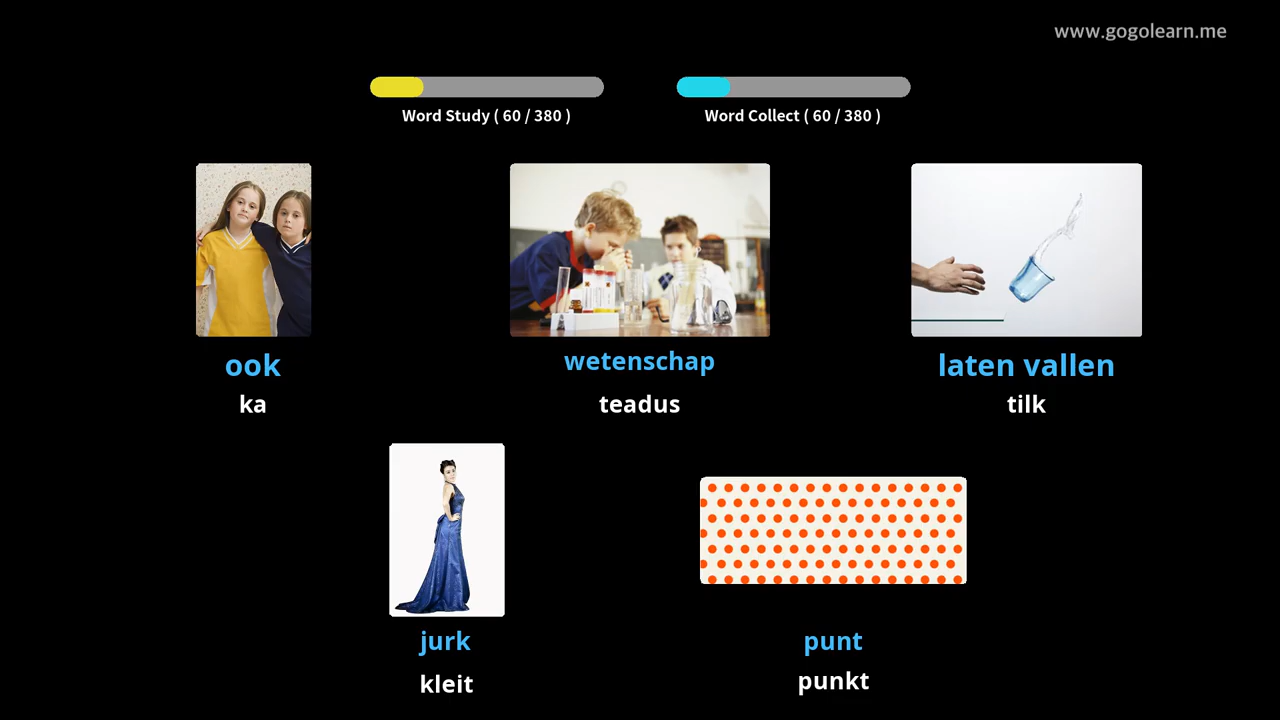 www.gogolearn.me
Word Study ( 60 / 380 )
Word Collect ( 60 / 380 )
ook
ka
wetenschap
teadus
laten vallen
tilk
jurk
kleit
punt
punkt